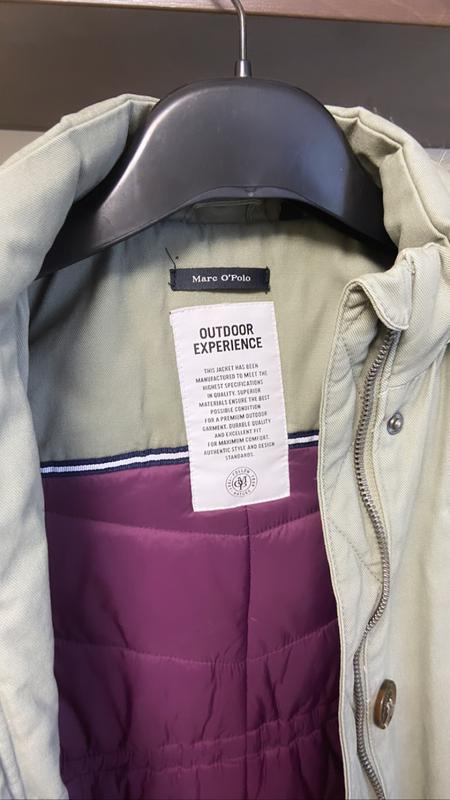 Marc O'Polo
OUTDOOR
EXPERIENCE
THIS JACKET HAS BEEN
MANUFACTURED TO MEET THE
HIGHEST SPECIFICATIONS
IN QUALITY. SUPERIOR
MATERIALS ENSURE THE BEST
POSSIBLE CONDITION
FOR A PREMIUM OUTDOOR
GARMENT. DURABLE QUALITY
AND EXCELLENT FIT
FOR MAXIMUM COMFORT.
AUTHENTIC STYLE AND DESIGN
STANDARDS.
FOLLOW YOUR